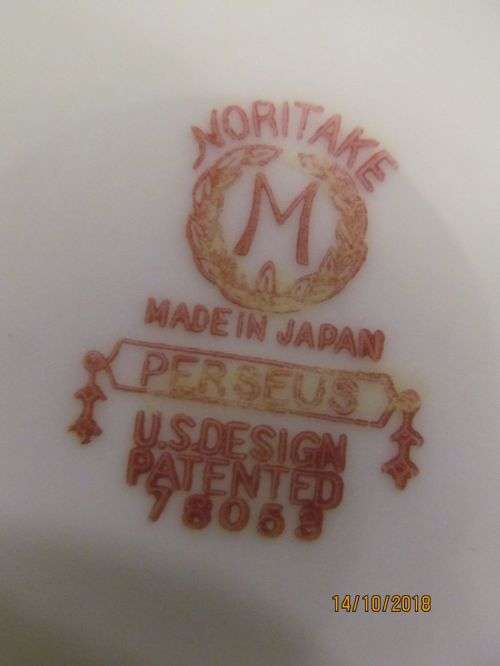 NORITAKE
M
MADE IN JAPAN
PERSEUS
U.S.DESIGN
PATENTED
78053
14/10/2018